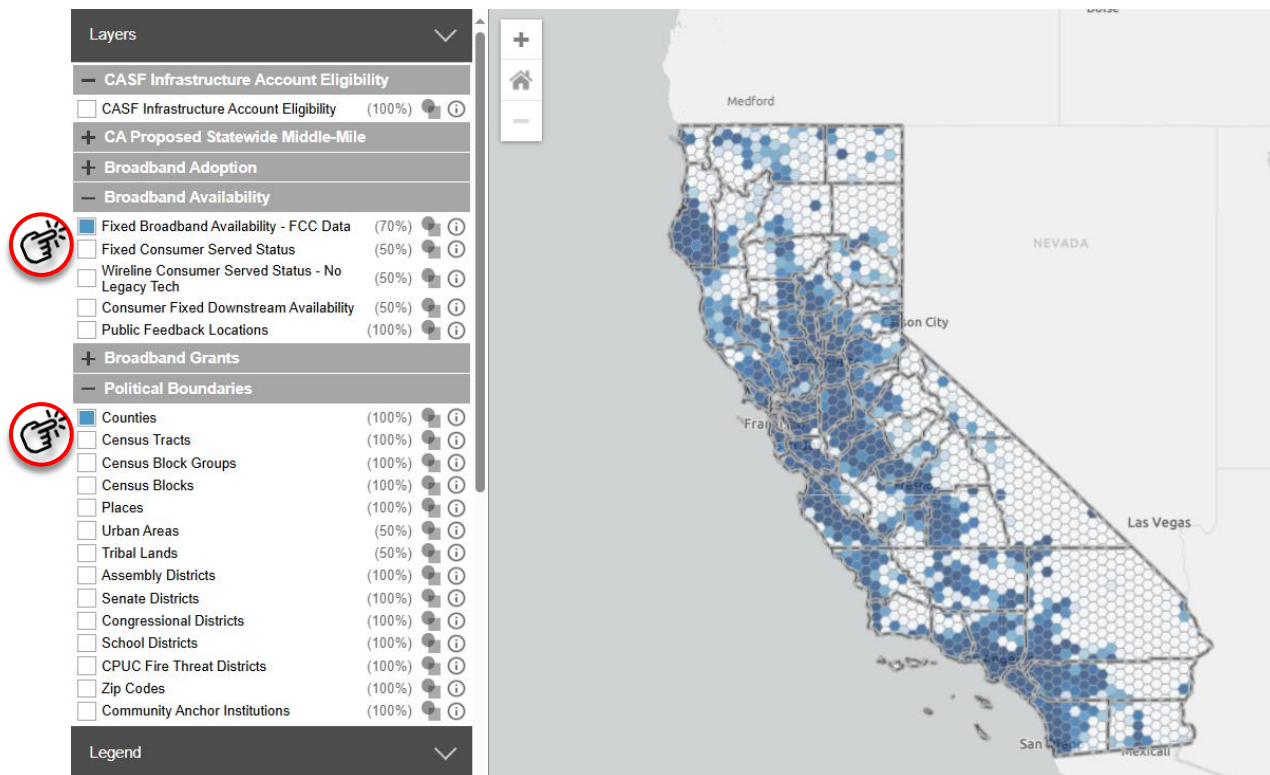 Layers
CASF Infrastructure Account Eligibility
CASF Infrastructure Account Eligibility (100%)
CA Proposed Statewide Middle-Mile
Broadband Adoption
Broadband Availability
Fixed Broadband Availability - FCC Data (70%)
Fixed Consumer Served Status (50%)
Wireline Consumer Served Status - No
Legacy Tech (50%)
Consumer Fixed Downstream Availability (50%)
Public Feedback Locations (100%)
Broadband Grants
Political Boundaries
Counties (100%)
Census Tracts (100%)
Census Block Groups (100%)
Census Blocks (100%)
Places (100%)
Urban Areas (50%)
Tribal Lands (50%)
Assembly Districts (100%)
Senate Districts (100%)
Congressional Districts (100%)
School Districts (100%)
CPUC Fire Threat Districts (100%)
Zip Codes (100%)
Community Anchor Institutions (100%)
Legend
Medford
NEVADA
Carson City
Fresno
Las Vegas
Mexicali